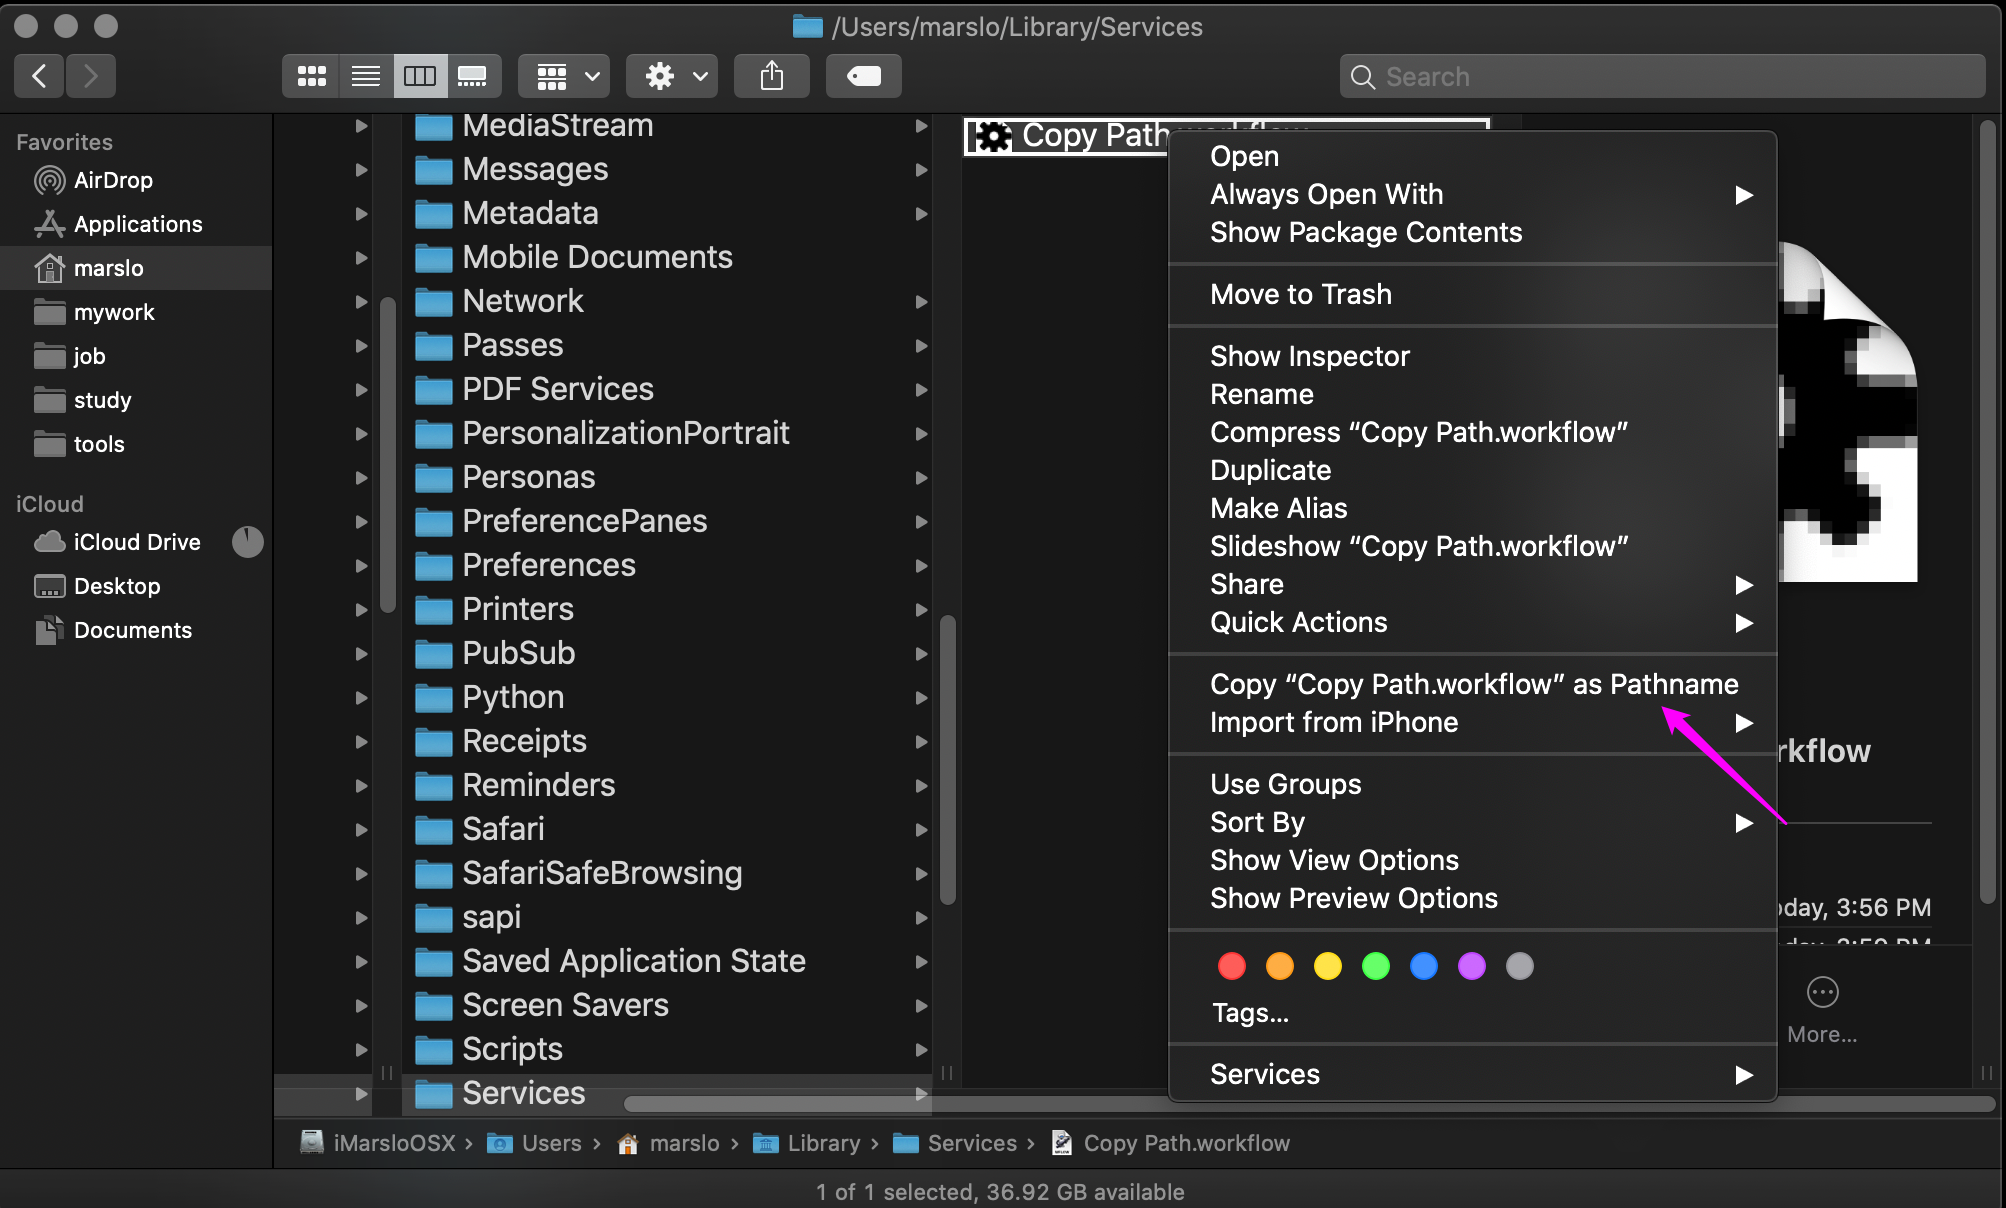 /Users/marslo/Library/Services
Search
Favorites
AirDrop
Applications
marslo
mywork
job
study
tools
iCloud
iCloud Drive
Desktop
Documents
MediaStream
Messages
Metadata
Mobile Documents
Network
Passes
PDF Services
PersonalizationPortrait
Personas
PreferencePanes
Preferences
Printers
PubSub
Python
Receipts
Reminders
Safari
SafariSafeBrowsing
sapi
Saved Application State
Screen Savers
Scripts
Services
Copy Path.workflow
Open
Always Open With
Show Package Contents
Move to Trash
Show Inspector
Rename
Compress “Copy Path.workflow”
Duplicate
Make Alias
Slideshow “Copy Path.workflow”
Share
Quick Actions
Copy “Copy Path.workflow” as Pathname
Import from iPhone
Use Groups
Sort By
Show View Options
Show Preview Options
Tags...
Services
rkflow
day, 3:56 PM
More...
iMarsloOSX › Users › marslo › Library › Services › Copy Path.workflow
1 of 1 selected, 36.92 GB available